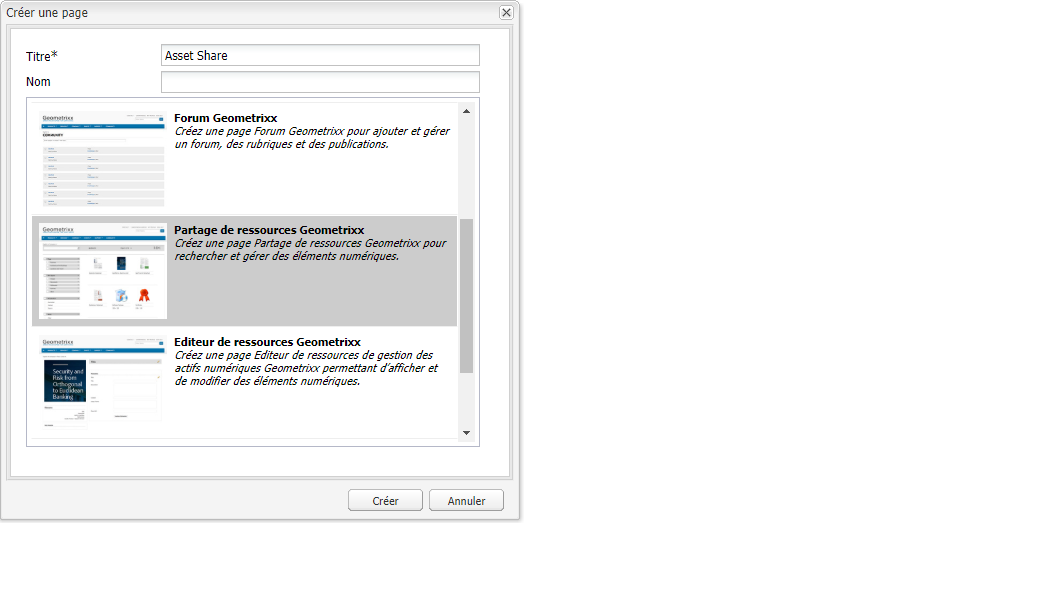 Créer une page
Titre*
Asset Share
Nom
Geometrixx
COMMUNITY
Forum Geometrixx
Créez une page Forum Geometrixx pour ajouter et gérer
un forum, des rubriques et des publications.
Geometrixx
Partage de ressources Geometrixx
Créez une page Partage de ressources Geometrixx pour
rechercher et gérer des éléments numériques.
Geometrixx
Security and
Risk from
Orthogonal
to Euclidean
Banking
Editeur de ressources Geometrixx
Créez une page Editeur de ressources de gestion des
actifs numériques Geometrixx permettant d'afficher et
de modifier des éléments numériques.
Créer
Annuler